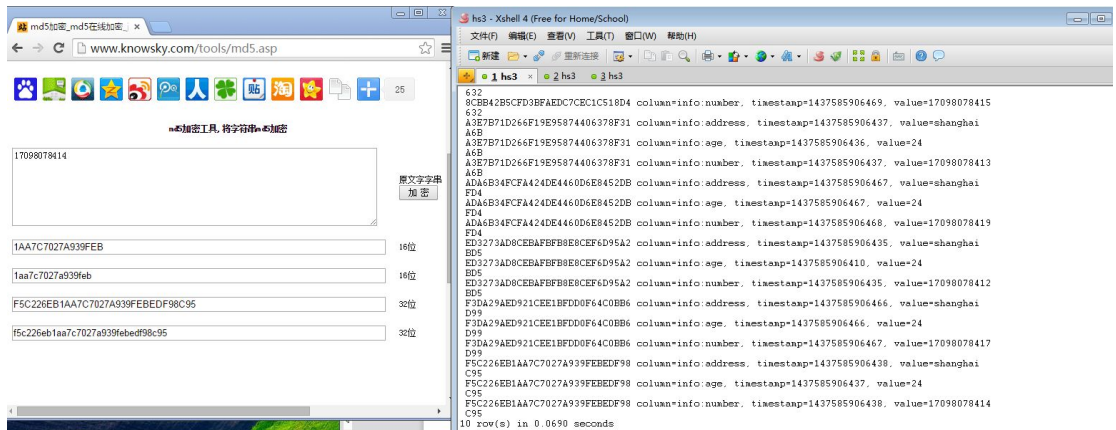 md5加密_md5在线加密_
www.knowsky.com/tools/md5.asp
25
md5加密工具, 将字符串md5加密
17098078414
原文字字串
加 密
1AA7C7027A939FEB
16位
1aa7c7027a939feb
16位
F5C226EB1AA7C7027A939FEBEDF98C95
32位
f5c226eb1aa7c7027a939febedf98c95
32位
hs3 - Xshell 4 (Free for Home/School)
文件(F) 编辑(E) 查看(V) 工具(T) 窗口(W) 帮助(H)
新建 重新连接
1 hs3 × 2 hs3 3 hs3
632
8CBB42B5CFD3BFAEDC7CEC1C518D4 column=info:number, timestamp=1437585906469, value=17098078415
632
A3E7B71D266F19E95874406378F31 column=info:address, timestamp=1437585906437, value=shanghai
A6B
A3E7B71D266F19E95874406378F31 column=info:age, timestamp=1437585906436, value=24
A6B
A3E7B71D266F19E95874406378F31 column=info:number, timestamp=1437585906437, value=17098078413
A6B
ADA6B34FCFA424DE4460D6E8452DB column=info:address, timestamp=1437585906467, value=shanghai
FD4
ADA6B34FCFA424DE4460D6E8452DB column=info:age, timestamp=1437585906467, value=24
FD4
ADA6B34FCFA424DE4460D6E8452DB column=info:number, timestamp=1437585906468, value=17098078419
FD4
ED3273AD8CEBAFBFB8E8CEF6D95A2 column=info:address, timestamp=1437585906435, value=shanghai
BD5
ED3273AD8CEBAFBFB8E8CEF6D95A2 column=info:age, timestamp=1437585906410, value=24
BD5
ED3273AD8CEBAFBFB8E8CEF6D95A2 column=info:number, timestamp=1437585906435, value=17098078412
BD5
F3DA29AED921CEE1BFDD0F64C0BB6 column=info:address, timestamp=1437585906466, value=shanghai
D99
F3DA29AED921CEE1BFDD0F64C0BB6 column=info:age, timestamp=1437585906466, value=24
D99
F3DA29AED921CEE1BFDD0F64C0BB6 column=info:number, timestamp=1437585906467, value=17098078417
D99
F5C226EB1AA7C7027A939FEBEDF98 column=info:address, timestamp=1437585906438, value=shanghai
C95
F5C226EB1AA7C7027A939FEBEDF98 column=info:age, timestamp=1437585906437, value=24
C95
F5C226EB1AA7C7027A939FEBEDF98 column=info:number, timestamp=1437585906438, value=17098078414
C95
10 row(s) in 0.0690 seconds